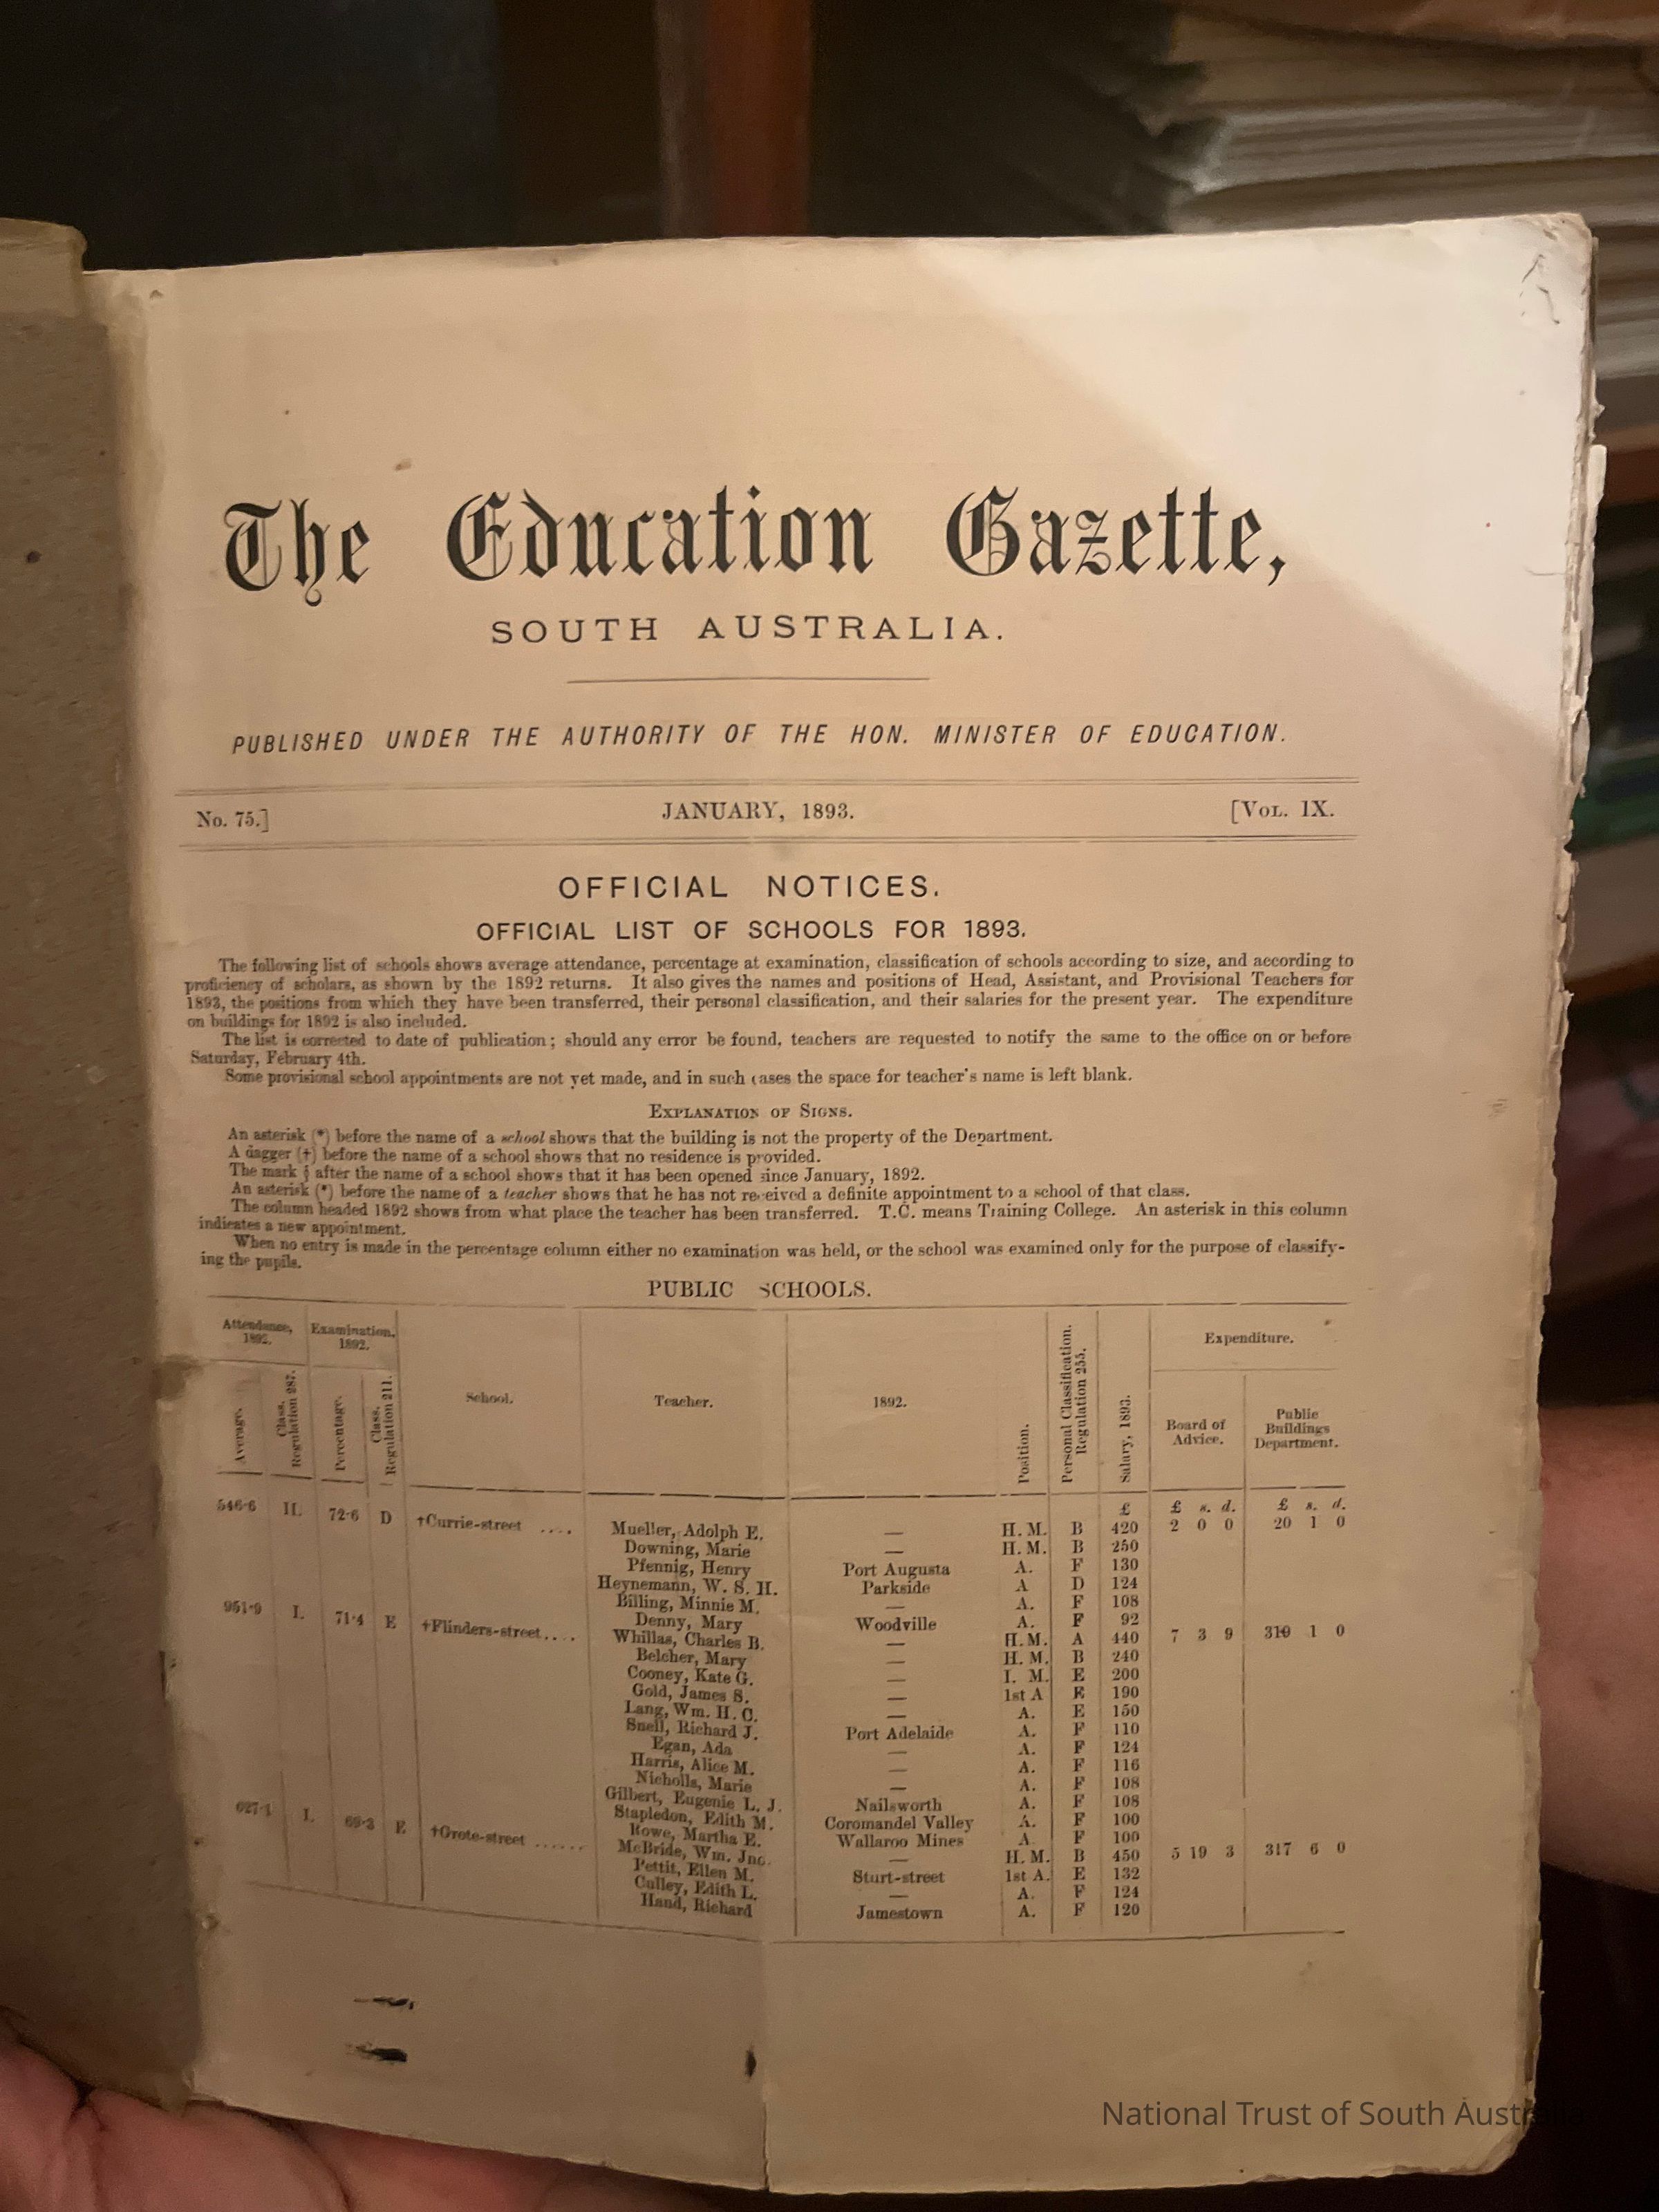 The Education Gazette,
SOUTH AUSTRALIA.
PUBLISHED UNDER THE AUTHORITY OF THE HON. MINISTER OF EDUCATION.
No. 75.] JANUARY, 1893. [VOL. IX.
OFFICIAL NOTICES.
OFFICIAL LIST OF SCHOOLS FOR 1893.
The following list of schools shows average attendance, percentage at examination, classification of schools according to size, and according to
proficiency of scholars, as shown by the 1892 returns. It also gives the names and positions of Head, Assistant, and Provisional Teachers for
1893, the positions from which they have been transferred, their personal classification, and their salaries for the present year. The expenditure
on buildings for 1892 is also included.
The list is corrected to date of publication; should any error be found, teachers are requested to notify the same to the office on or before
Saturday, February 4th.
Some provisional school appointments are not yet made, and in such cases the space for teacher's name is left blank.
EXPLANATION OF SIGNS.
An asterisk (*) before the name of a school shows that the building is not the property of the Department.
A dagger (†) before the name of a school shows that no residence is provided.
The mark § after the name of a school shows that it has been opened since January, 1892.
An asterisk (*) before the name of a teacher shows that he has not received a definite appointment to a school of that class.
The column headed 1892 shows from what place the teacher has been transferred. T.C. means Training College. An asterisk in this column
indicates a new appointment.
When no entry is made in the percentage column either no examination was held, or the school was examined only for the purpose of classify-
ing the pupils.
PUBLIC SCHOOLS.
Attendance, 1892. Examination, 1892. School. Teacher. 1892. Position. Personal Classification. Regulation 255. Salary, 1893. Expenditure.
Average. Class. Regulation 287. Percentage. Class. Regulation 211. Board of Advice. Public Buildings Department.
£ £ s. d. £ s. d.
546·6 II. 72·6 D †Currie-street .... Mueller, Adolph E. — H. M. B 420 2 0 0 20 1 0
Downing, Marie — H. M. B 250
Pfennig, Henry Port Augusta A. F 130
Heynemann, W. S. H. Parkside A D 124
Billing, Minnie M. — A. F 108
Denny, Mary Woodville A. F 92
951·9 I. 71·4 E †Flinders-street.... Whillas, Charles B. — H. M. A 440 7 3 9 319 1 0
Belcher, Mary — H. M. B 240
Cooney, Kate G. — I. M. E 200
Gold, James S. — 1st A E 190
Lang, Wm. H. C. — A. E 150
Snell, Richard J. Port Adelaide A. F 110
Egan, Ada — A. F 124
Harris, Alice M. — A. F 116
Nicholls, Marie — A. F 108
Gilbert, Eugenie L. J. Nailsworth A. F 108
Stapledon, Edith M. Coromandel Valley A. F 100
Rowe, Martha E. Wallaroo Mines A. F 100
627·1 I. 69·3 E †Grote-street ...... McBride, Wm. Jno. — H. M. B 450 5 19 3 317 6 0
Pettit, Ellen M. Sturt-street 1st A. E 132
Culley, Edith L. — A. F 124
Hand, Richard Jamestown A. F 120
National Trust of South Australia